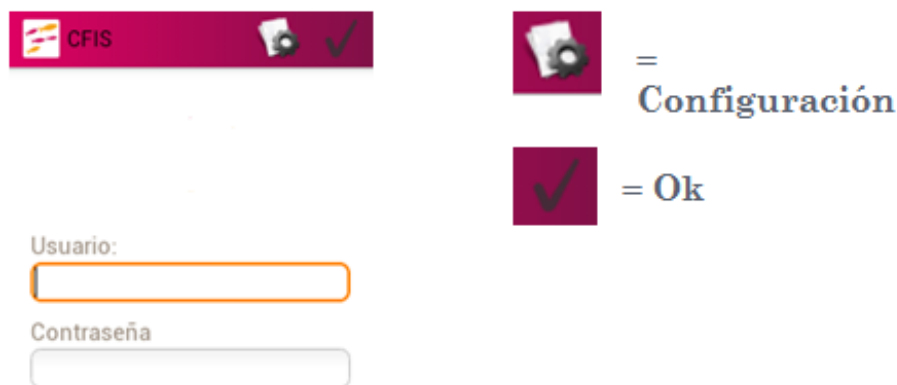 CFIS
Usuario:
Contraseña
=
Configuración
= Ok